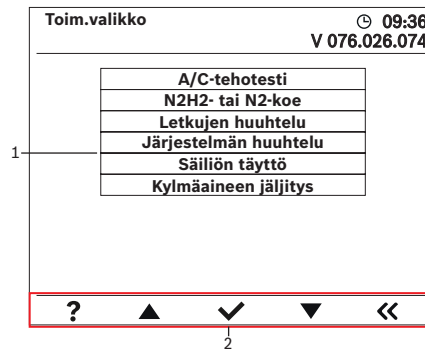 Toim.valikko 09:36
V 076.026.074
A/C-tehotesti
N2H2- tai N2-koe
Letkujen huuhtelu
Järjestelmän huuhtelu
1
Säiliön täyttö
Kylmäaineen jäljitys
?
2